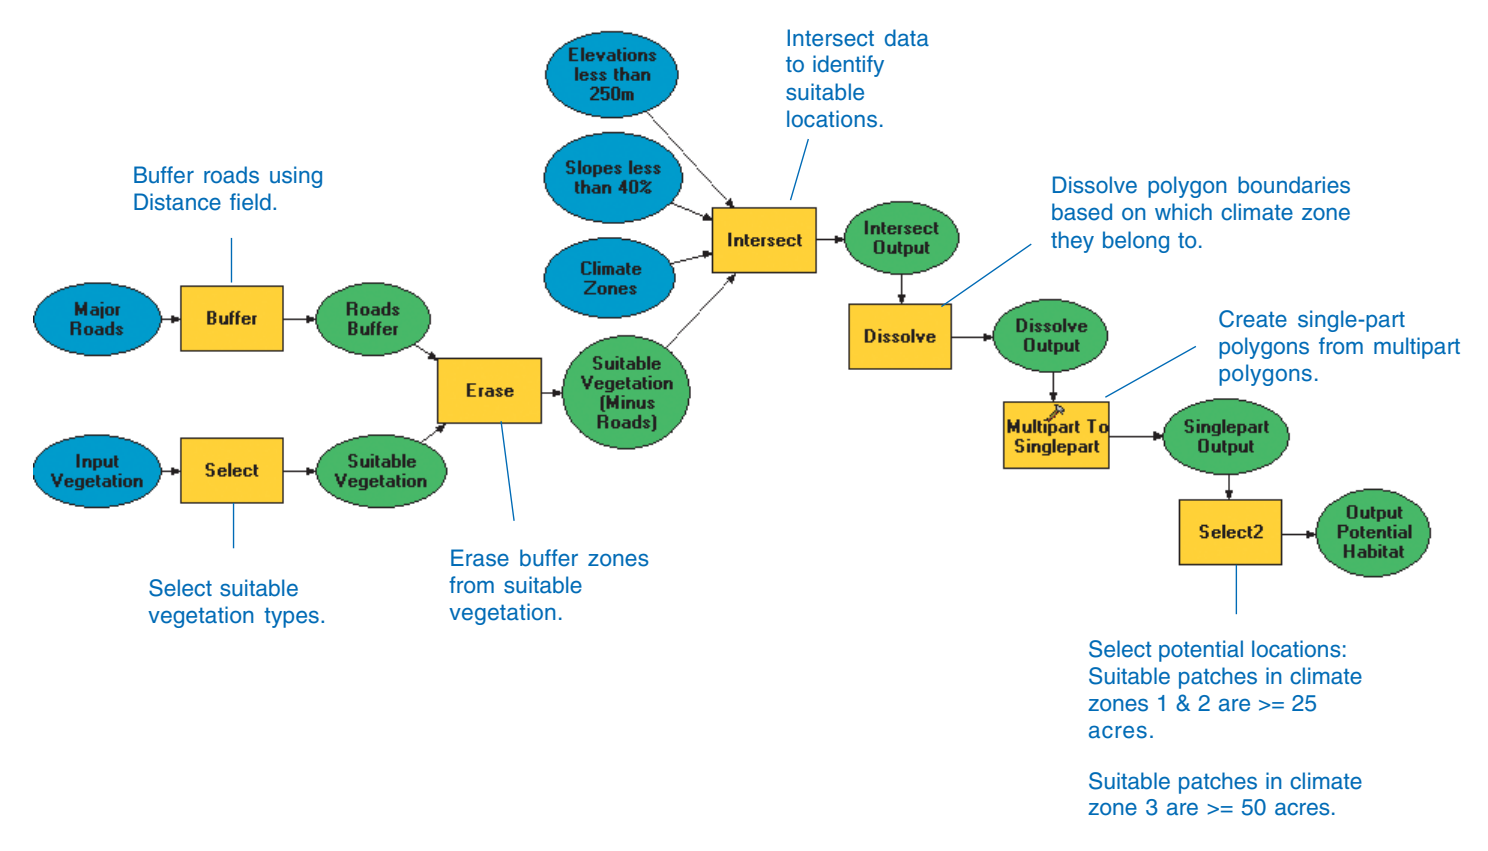 Elevations
less than
250m
Intersect data
to identify
suitable
locations.
Slopes less
than 40%
Buffer roads using
Distance field.
Dissolve polygon boundaries
based on which climate zone
they belong to.
Intersect
Intersect
Output
Climate
Zones
Major
Roads
Buffer
Roads
Buffer
Dissolve
Dissolve
Output
Create single-part
polygons from multipart
polygons.
Erase
Suitable
Vegetation
(Minus
Roads)
Multipart To
Singlepart
Singlepart
Output
Input
Vegetation
Select
Suitable
Vegetation
Select2
Output
Potential
Habitat
Select suitable
vegetation types.
Erase buffer zones
from suitable
vegetation.
Select potential locations:
Suitable patches in climate
zones 1 & 2 are >= 25
acres.
Suitable patches in climate
zone 3 are >= 50 acres.